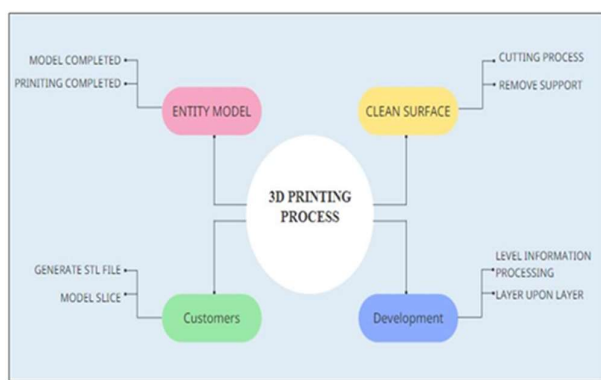 MODEL COMPLETED
PRINITING COMPLETED
ENTITY MODEL
CUTTING PROCESS
REMOVE SUPPORT
CLEAN SURFACE
3D PRINTING
PROCESS
GENERATE STL FILE
MODEL SLICE
Customers
LEVEL INFORMATION
PROCESSING
LAYER UPON LAYER
Development